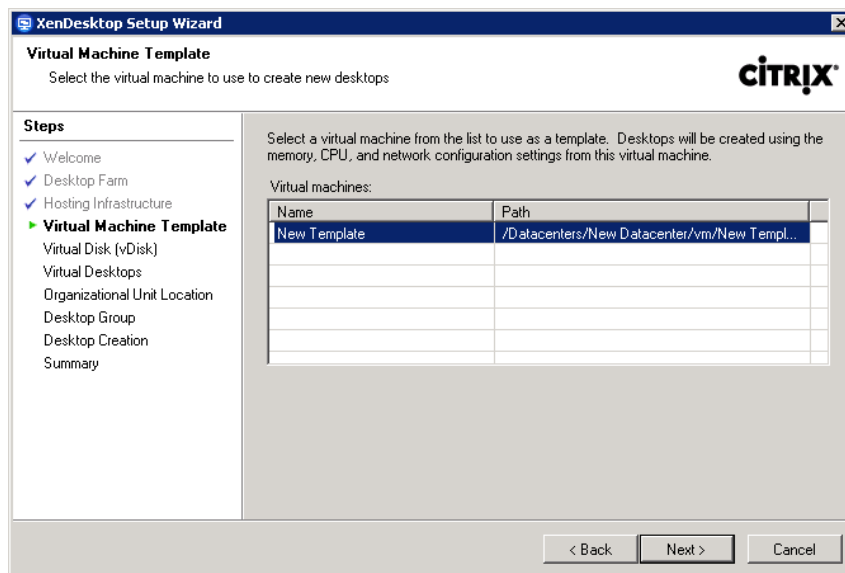 XenDesktop Setup Wizard
Virtual Machine Template
Select the virtual machine to use to create new desktops
CİTRIX
Steps
Welcome
Desktop Farm
Hosting Infrastructure
Virtual Machine Template
Virtual Disk (vDisk)
Virtual Desktops
Organizational Unit Location
Desktop Group
Desktop Creation
Summary
Select a virtual machine from the list to use as a template. Desktops will be created using the
memory, CPU, and network configuration settings from this virtual machine.
Virtual machines:
Name Path
New Template /Datacenters/New Datacenter/vm/New Templ...
< Back Next > Cancel